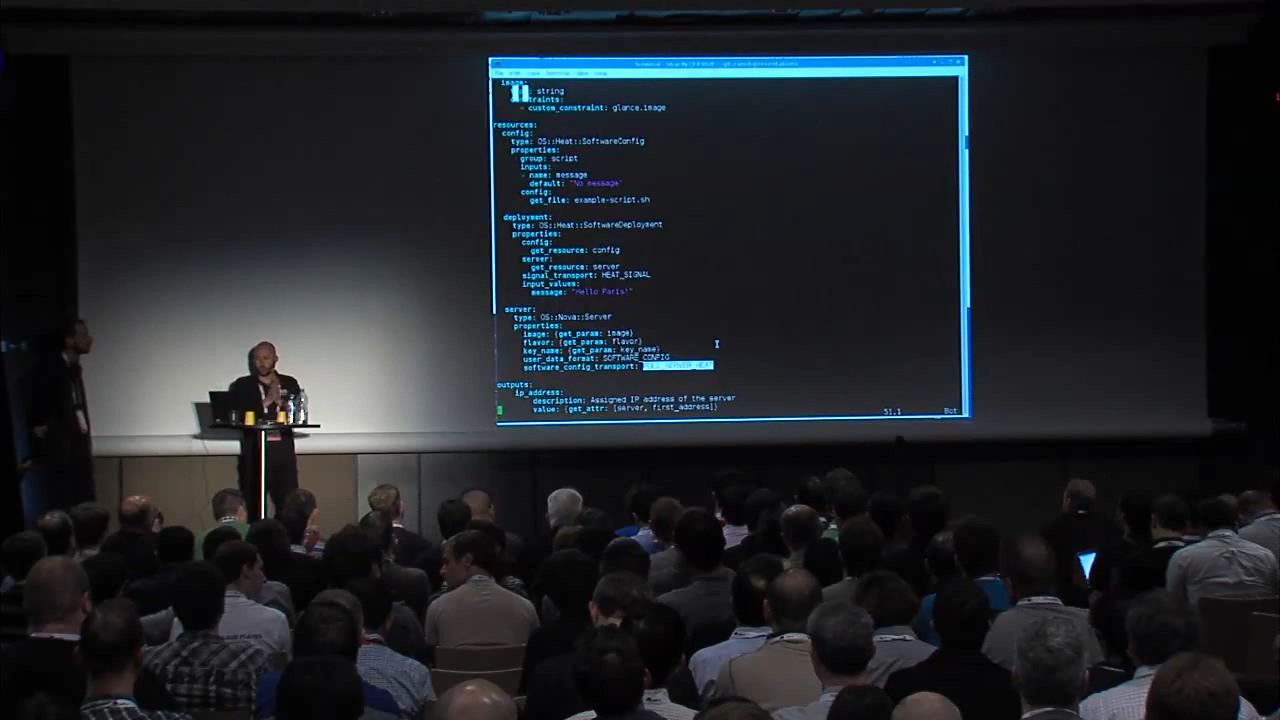 image:
string
constraints:
- custom_constraint: glance.image
resources:
config:
type: OS::Heat::SoftwareConfig
properties:
group: script
inputs:
- name: message
default: "No message"
config:
get_file: example-script.sh
deployment:
type: OS::Heat::SoftwareDeployment
properties:
config:
get_resource: config
server:
get_resource: server
signal_transport: HEAT_SIGNAL
input_values:
message: "Hello Paris!"
server:
type: OS::Nova::Server
properties:
image: {get_param: image}
flavor: {get_param: flavor}
key_name: {get_param: key_name}
user_data_format: SOFTWARE_CONFIG
software_config_transport: POLL_SERVER_HEAT
outputs:
ip_address:
description: Assigned IP address of the server
value: {get_attr: [server, first_address]}
51,1 Bot